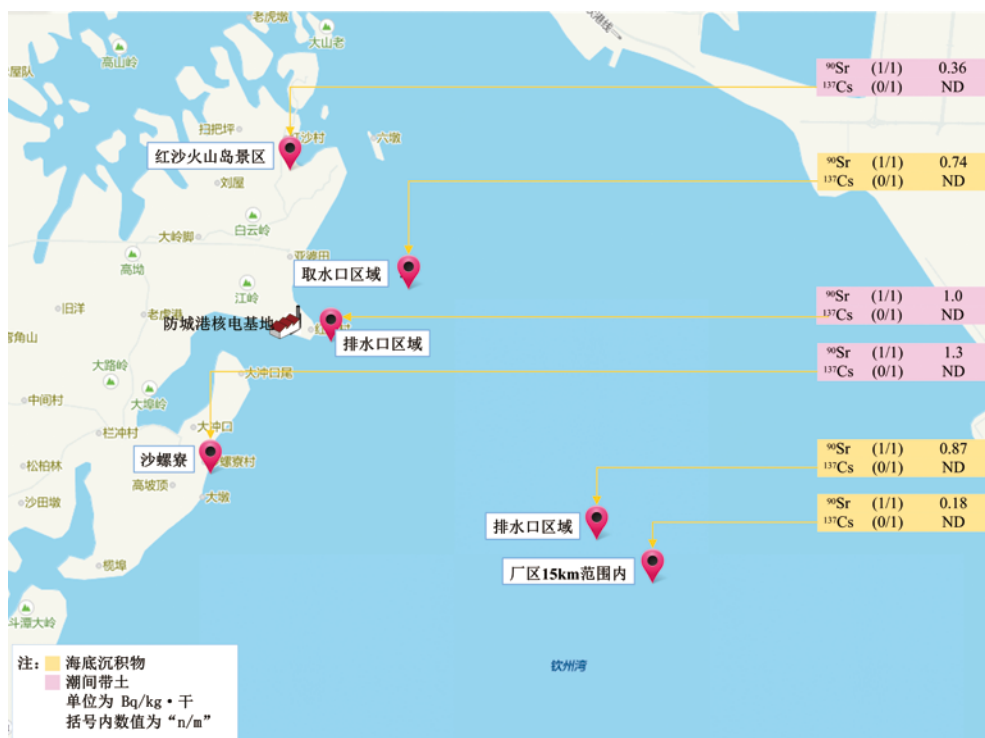 老虎墩
大山老
高山岭
屋队
港线
⁹⁰Sr (1/1) 0.36
¹³⁷Cs (0/1) ND
扫把坪
沙村
六墩
红沙火山岛景区
刘屋
⁹⁰Sr (1/1) 0.74
¹³⁷Cs (0/1) ND
白云岭
大岭脚
亚婆田
高坳
取水口区域
江岭
旧洋
老虎港
防城港核电基地
⁹⁰Sr (1/1) 1.0
¹³⁷Cs (0/1) ND
角山
排水口区域
大路岭
大冲口尾
⁹⁰Sr (1/1) 1.3
¹³⁷Cs (0/1) ND
中间村
大埠岭
栏冲村
大冲口
沙螺寮
螺寮村
松柏林
高坡顶
大墩
沙田墩
⁹⁰Sr (1/1) 0.87
¹³⁷Cs (0/1) ND
排水口区域
⁹⁰Sr (1/1) 0.18
¹³⁷Cs (0/1) ND
榄埠
厂区15km范围内
斗潭大岭
钦州湾
注: 海底沉积物
潮间带土
单位为 Bq/kg·干
括号内数值为“n/m”